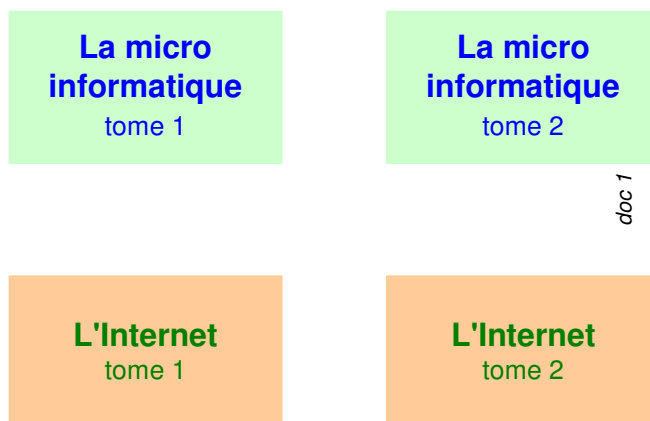 La micro
informatique
tome 1
La micro
informatique
tome 2
doc 1
L'Internet
tome 1
L'Internet
tome 2